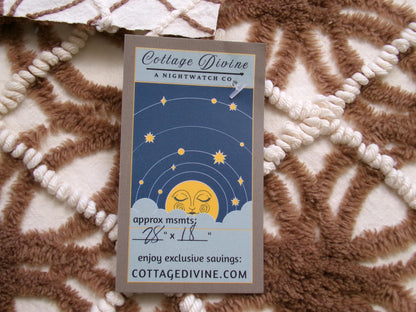 Cottage Divine
A NIGHTWATCH CO.
approx msmts:
28" x 18"
enjoy exclusive savings:
COTTAGEDIVINE.COM